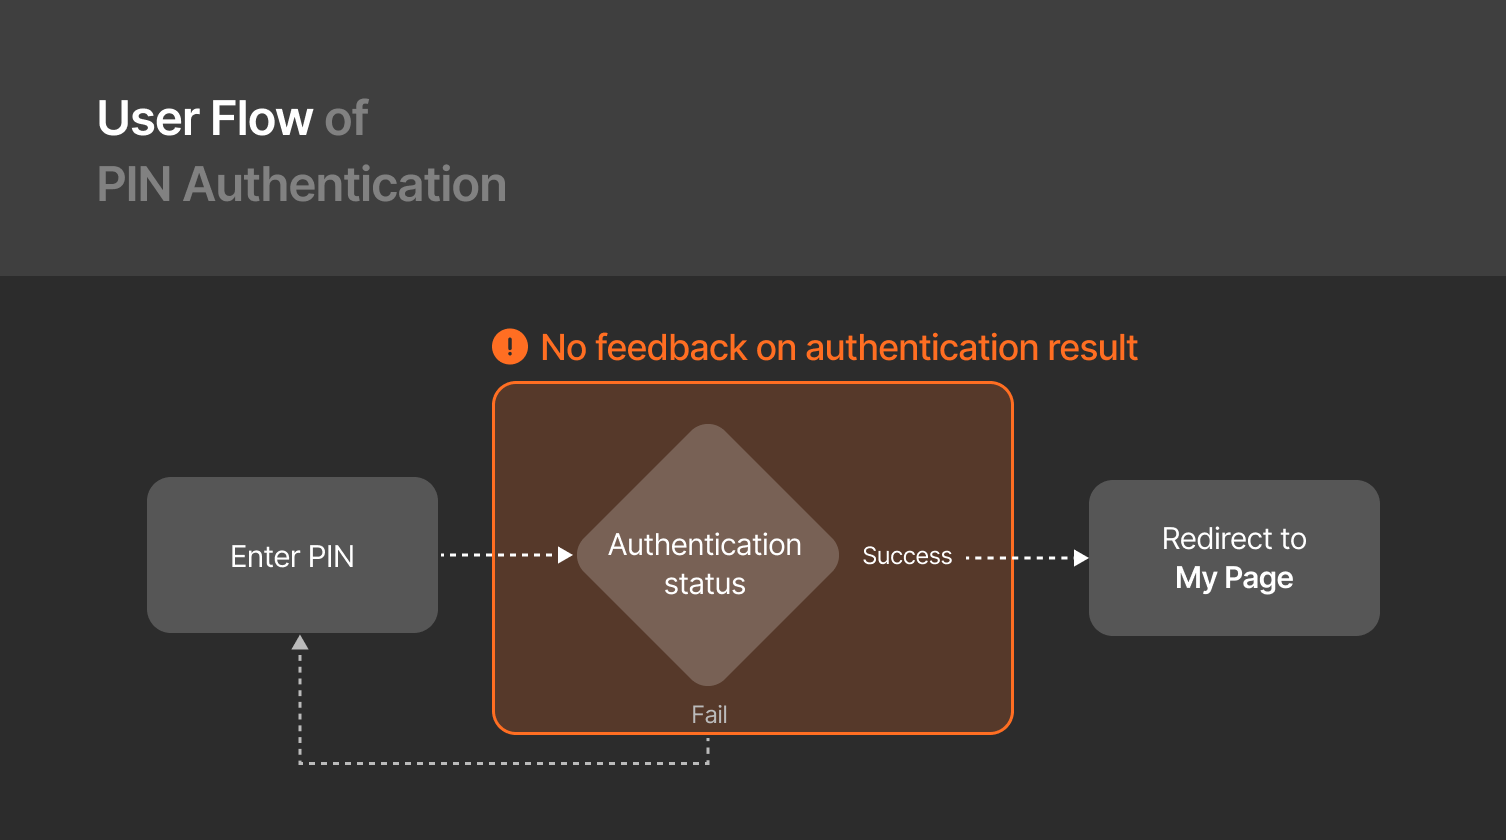 User Flow of
PIN Authentication
No feedback on authentication result
Enter PIN
Authentication
status
Success
Redirect to
My Page
Fail